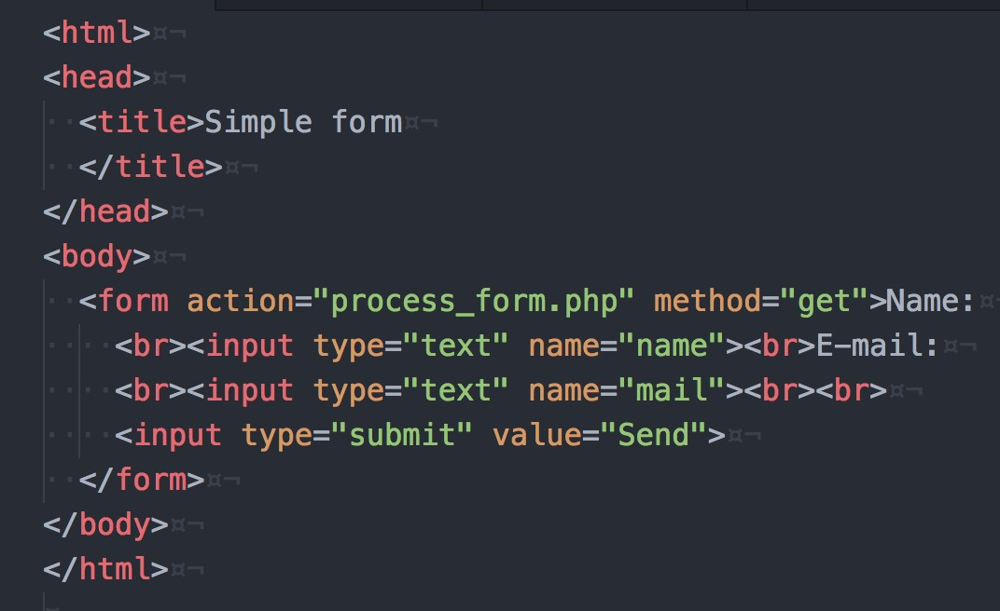 <html>
<head>
<title>Simple form
</title>
</head>
<body>
<form action="process_form.php" method="get">Name:
<br><input type="text" name="name"><br>E-mail:
<br><input type="text" name="mail"><br><br>
<input type="submit" value="Send">
</form>
</body>
</html>